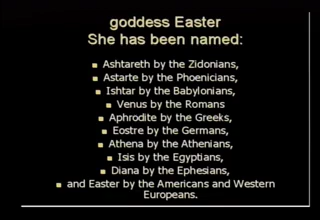 goddess Easter
She has been named:
Ashtareth by the Zidonians,
Astarte by the Phoenicians,
Ishtar by the Babylonians,
Venus by the Romans
Aphrodite by the Greeks,
Eostre by the Germans,
Athena by the Athenians,
Isis by the Egyptians,
Diana by the Ephesians,
and Easter by the Americans and Western
Europeans.